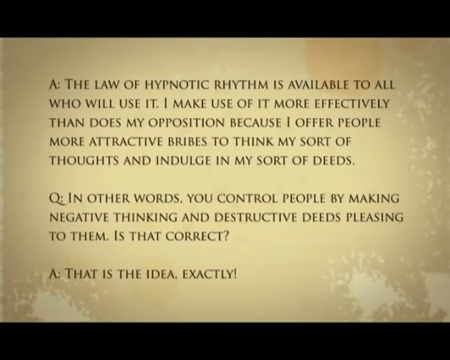 A: The law of hypnotic rhythm is available to all
who will use it. I make use of it more effectively
than does my opposition because I offer people
more attractive bribes to think my sort of
thoughts and indulge in my sort of deeds.
Q: In other words, you control people by making
negative thinking and destructive deeds pleasing
to them. Is that correct?
A: That is the idea, exactly!